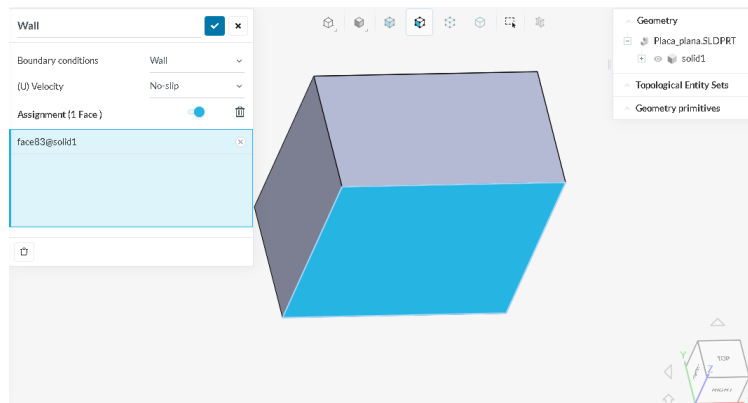 Wall
Boundary conditions Wall
(U) Velocity No-slip
Assignment (1 Face )
face83@solid1
Geometry
Placa_plana.SLDPRT
solid1
Topological Entity Sets
Geometry primitives
Y
Z
TOP
RIGHT